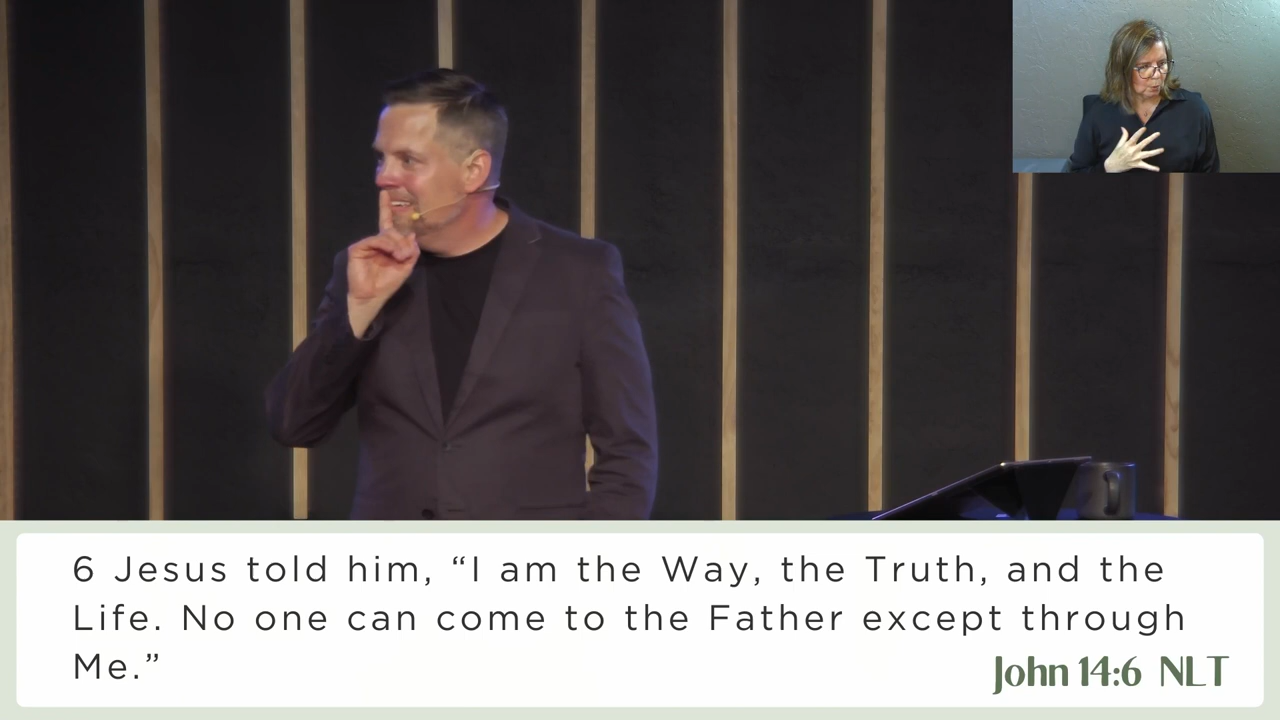 6 Jesus told him, “I am the Way, the Truth, and the
Life. No one can come to the Father except through
Me.”
John 14:6 NLT